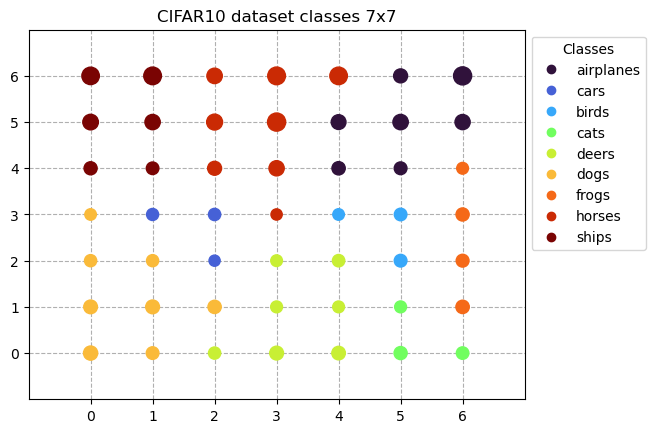 CIFAR10 dataset classes 7x7
6
5
4
3
2
1
0
0 1 2 3 4 5 6
Classes
airplanes
cars
birds
cats
deers
dogs
frogs
horses
ships